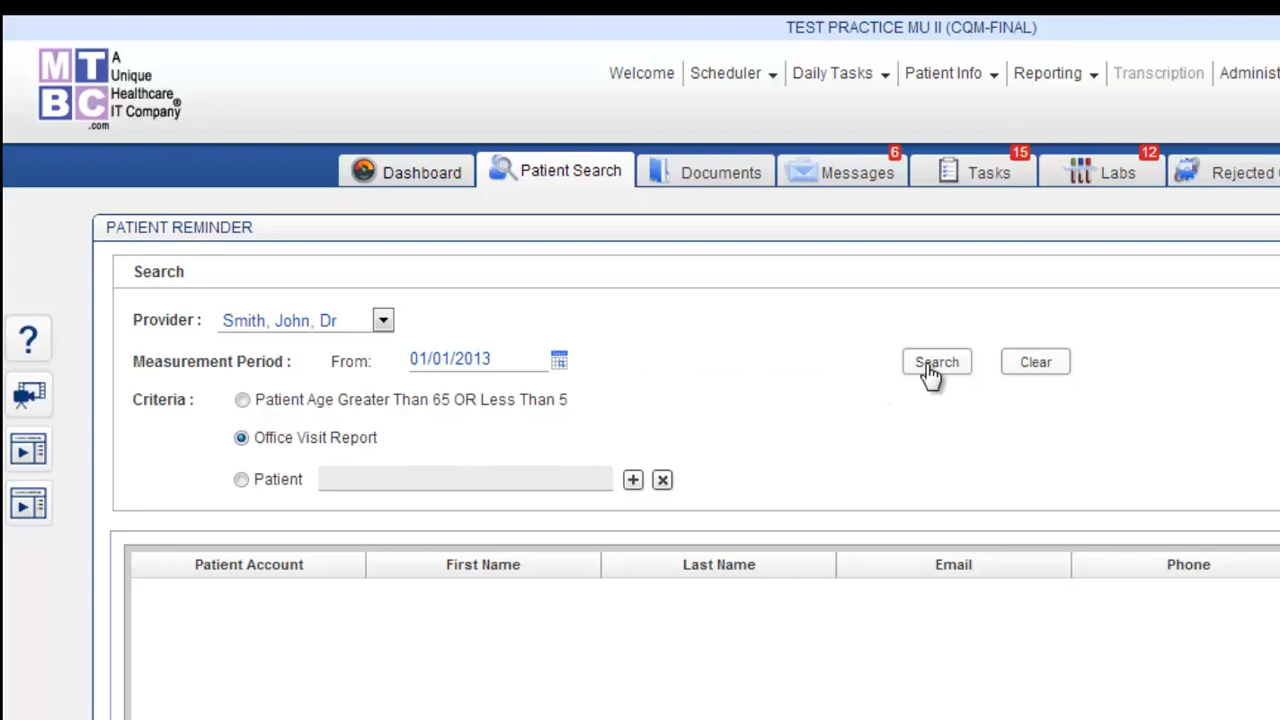 TEST PRACTICE MU II (CQM-FINAL)
MTBC
.com
A
Unique
Healthcare
IT Company®
Welcome Scheduler Daily Tasks Patient Info Reporting Transcription Administ
Dashboard Patient Search Documents Messages 6 Tasks 15 Labs 12 Rejected
PATIENT REMINDER
Search
Provider : Smith, John, Dr
Measurement Period : From: 01/01/2013 Search Clear
Criteria : Patient Age Greater Than 65 OR Less Than 5
Office Visit Report
Patient
Patient Account First Name Last Name Email Phone
?